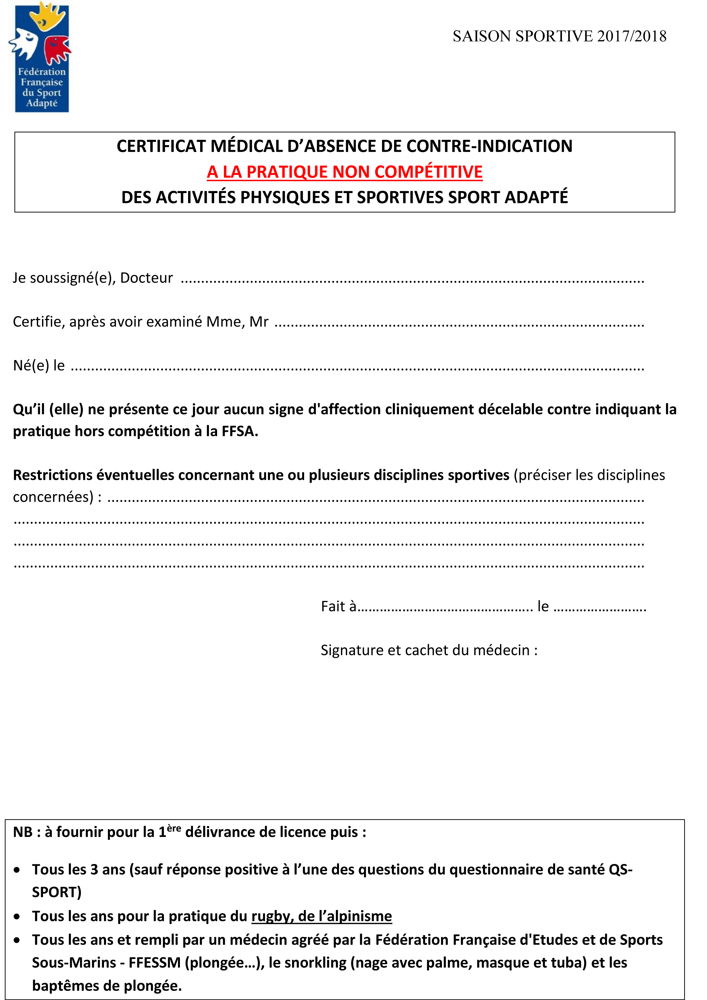 Fédération
Française
du Sport
Adapté
SAISON SPORTIVE 2017/2018
CERTIFICAT MÉDICAL D’ABSENCE DE CONTRE-INDICATION
A LA PRATIQUE NON COMPÉTITIVE
DES ACTIVITÉS PHYSIQUES ET SPORTIVES SPORT ADAPTÉ
Je soussigné(e), Docteur ..........................................................................................................
Certifie, après avoir examiné Mme, Mr ....................................................................................
Né(e) le ..................................................................................................................................
Qu’il (elle) ne présente ce jour aucun signe d'affection cliniquement décelable contre indiquant la
pratique hors compétition à la FFSA.
Restrictions éventuelles concernant une ou plusieurs disciplines sportives (préciser les disciplines
concernées) : ..........................................................................................................................
................................................................................................................................................
................................................................................................................................................
................................................................................................................................................
Fait à……………………………………….. le …………………….
Signature et cachet du médecin :
NB : à fournir pour la 1ère délivrance de licence puis :
• Tous les 3 ans (sauf réponse positive à l’une des questions du questionnaire de santé QS-
SPORT)
• Tous les ans pour la pratique du rugby, de l’alpinisme
• Tous les ans et rempli par un médecin agréé par la Fédération Française d'Etudes et de Sports
Sous-Marins - FFESSM (plongée…), le snorkling (nage avec palme, masque et tuba) et les
baptêmes de plongée.